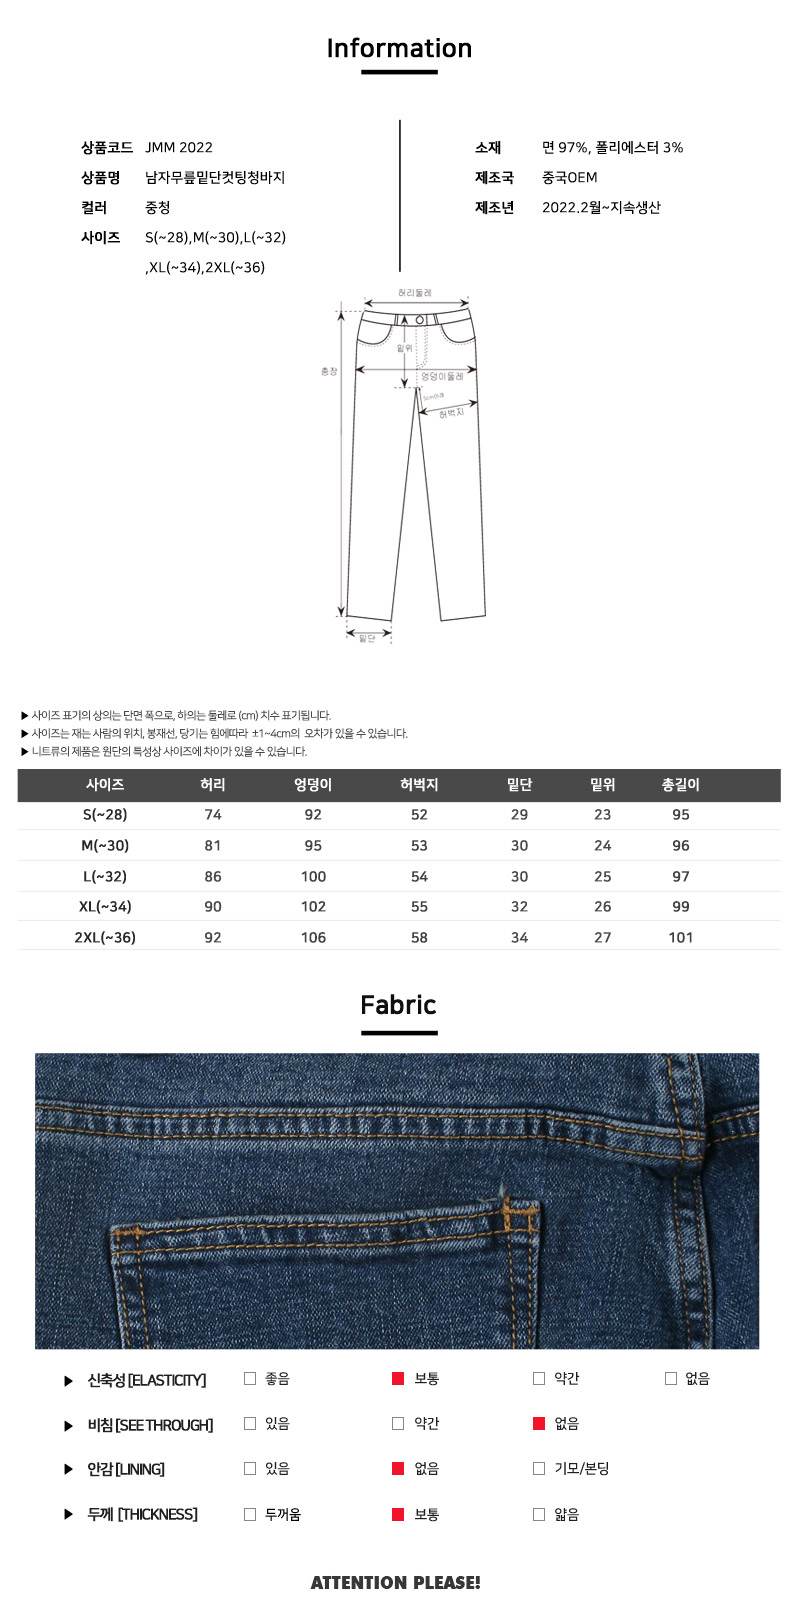 Information
상품코드 JMM 2022
상품명 남자무릎밑단컷팅청바지
컬러 중청
사이즈 S(~28),M(~30),L(~32)
,XL(~34),2XL(~36)
소재 면 97%, 폴리에스터 3%
제조국 중국OEM
제조년 2022.2월~지속생산
허리둘레
밑위
총장
엉덩이둘레
허벅지
밑단
▶ 사이즈 표기의 상의는 단면 폭으로, 하의는 둘레로 (cm) 치수 표기됩니다.
▶ 사이즈는 재는 사람의 위치, 봉재선, 당기는 힘에따라 ±1~4cm의 오차가 있을 수 있습니다.
▶ 니트류의 제품은 원단의 특성상 사이즈에 차이가 있을 수 있습니다.
사이즈 허리 엉덩이 허벅지 밑단 밑위 총길이
S(~28) 74 92 52 29 23 95
M(~30) 81 95 53 30 24 96
L(~32) 86 100 54 30 25 97
XL(~34) 90 102 55 32 26 99
2XL(~36) 92 106 58 34 27 101
Fabric
▶ 신축성 [ELASTICITY] 좋음 보통 약간 없음
▶ 비침 [SEE THROUGH] 있음 약간 없음
▶ 안감 [LINING] 있음 없음 기모/본딩
▶ 두께 [THICKNESS] 두꺼움 보통 얇음
ATTENTION PLEASE!